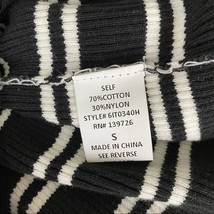 SELF
70%COTTON
30%NYLON
STYLE# 6IT0340H
RN# 139726
S
MADE IN CHINA
SEE REVERSE